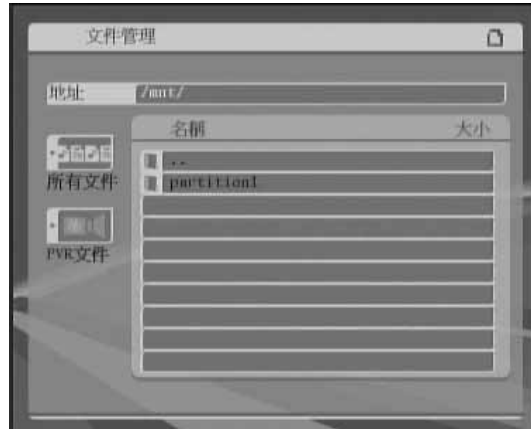 文件管理
地址 /mnt/
名稱 大小
..
所有文件 partition1
PVR文件